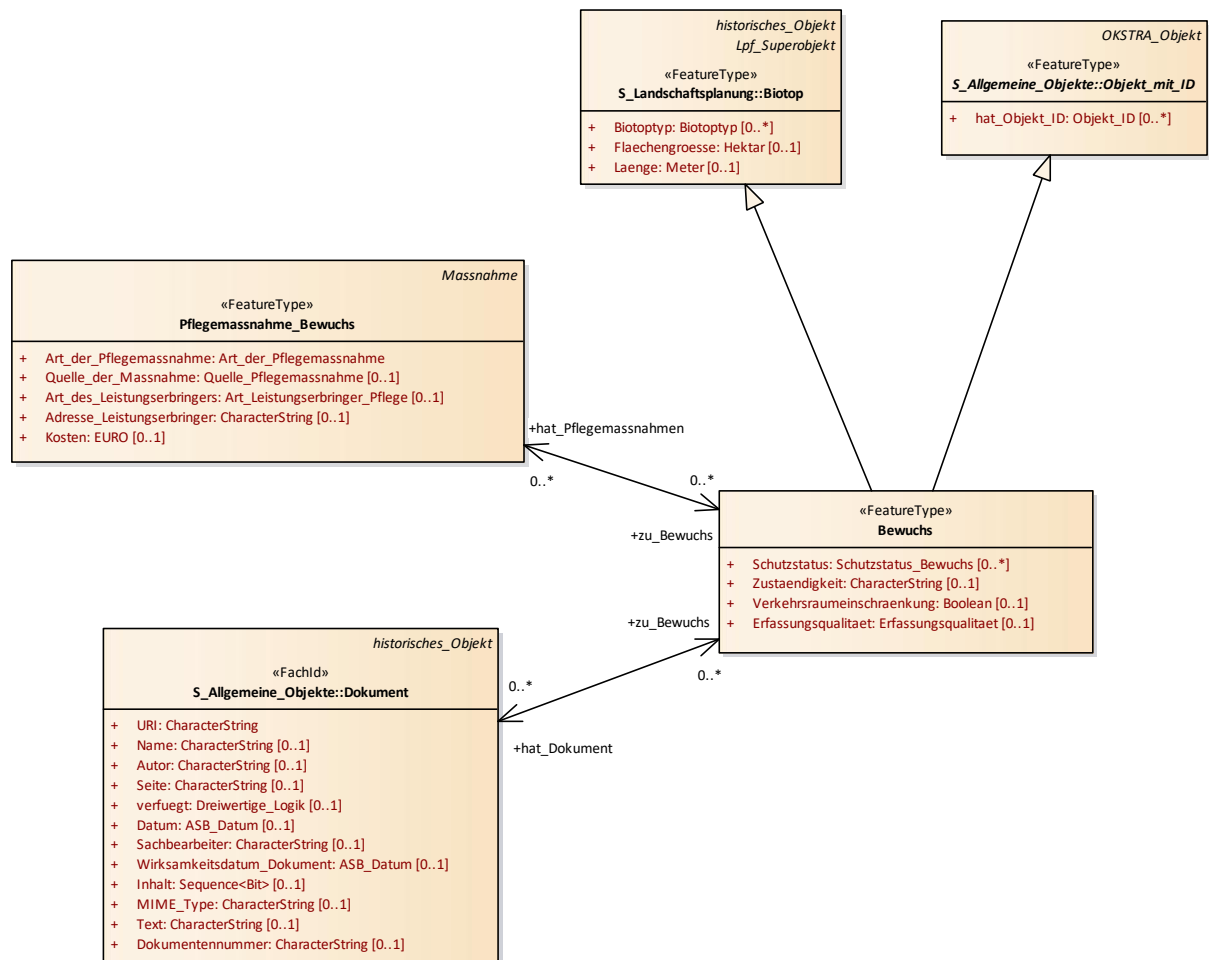 historisches_Objekt
Lpf_Superobjekt
«FeatureType»
S_Landschaftsplanung::Biotop
+ Biotoptyp: Biotoptyp [0..*]
+ Flaechengroesse: Hektar [0..1]
+ Laenge: Meter [0..1]
OKSTRA_Objekt
«FeatureType»
S_Allgemeine_Objekte::Objekt_mit_ID
+ hat_Objekt_ID: Objekt_ID [0..*]
Massnahme
«FeatureType»
Pflegemassnahme_Bewuchs
+ Art_der_Pflegemassnahme: Art_der_Pflegemassnahme
+ Quelle_der_Massnahme: Quelle_Pflegemassnahme [0..1]
+ Art_des_Leistungserbringers: Art_Leistungserbringer_Pflege [0..1]
+ Adresse_Leistungserbringer: CharacterString [0..1]
+ Kosten: EURO [0..1]
+hat_Pflegemassnahmen
0..*
0..*
+zu_Bewuchs
«FeatureType»
Bewuchs
+ Schutzstatus: Schutzstatus_Bewuchs [0..*]
+ Zustaendigkeit: CharacterString [0..1]
+ Verkehrsraumeinschraenkung: Boolean [0..1]
+ Erfassungsqualitaet: Erfassungsqualitaet [0..1]
+zu_Bewuchs
0..*
0..*
+hat_Dokument
historisches_Objekt
«FachId»
S_Allgemeine_Objekte::Dokument
+ URI: CharacterString
+ Name: CharacterString [0..1]
+ Autor: CharacterString [0..1]
+ Seite: CharacterString [0..1]
+ verfuegt: Dreiwertige_Logik [0..1]
+ Datum: ASB_Datum [0..1]
+ Sachbearbeiter: CharacterString [0..1]
+ Wirksamkeitsdatum_Dokument: ASB_Datum [0..1]
+ Inhalt: Sequence<Bit> [0..1]
+ MIME_Type: CharacterString [0..1]
+ Text: CharacterString [0..1]
+ Dokumentennummer: CharacterString [0..1]